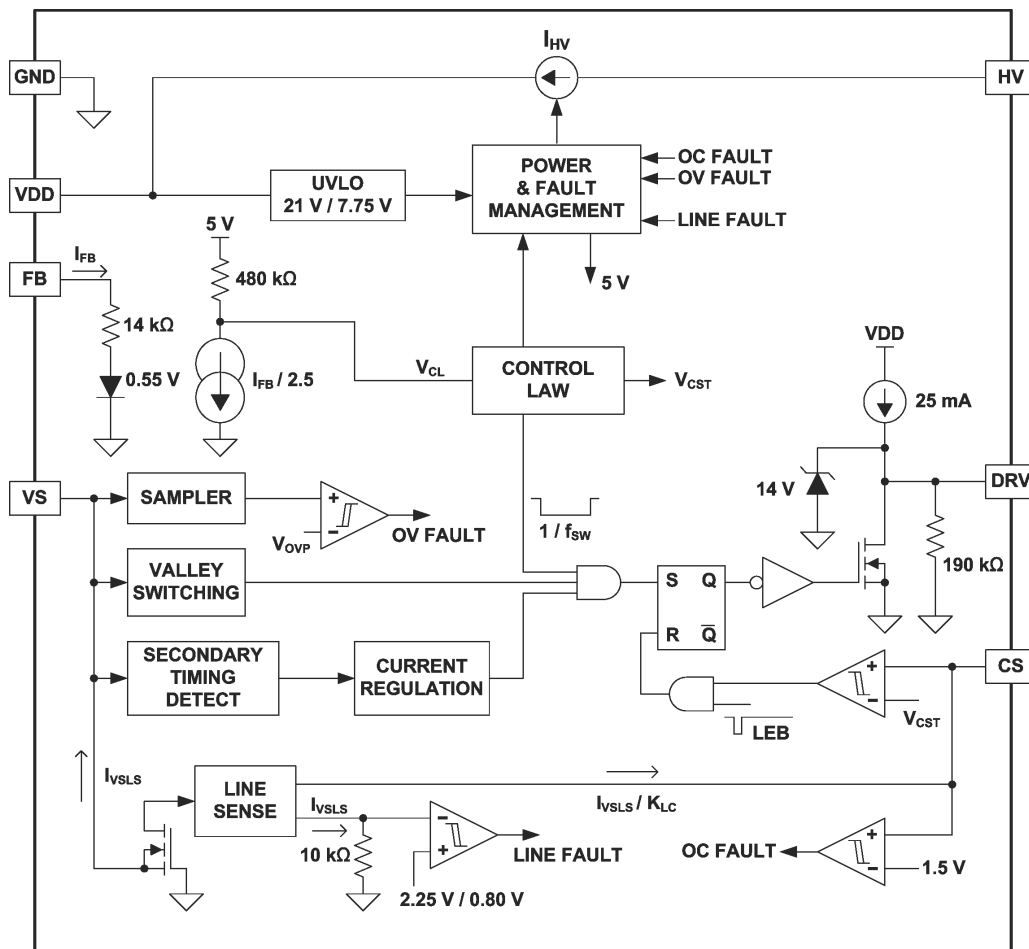 I_HV
GND
HV
POWER
& FAULT
MANAGEMENT
OC FAULT
OV FAULT
LINE FAULT
VDD
UVLO
21 V / 7.75 V
5 V
5 V
I_FB
FB
480 kΩ
14 kΩ
0.55 V
I_FB / 2.5
V_CL
CONTROL
LAW
V_CST
VDD
25 mA
VS
SAMPLER
+
−
V_OVP
OV FAULT
1 / f_SW
14 V
DRV
190 kΩ
VALLEY
SWITCHING
S Q
R Q̅
SECONDARY
TIMING
DETECT
CURRENT
REGULATION
+
−
CS
V_CST
LEB
I_VSLS
LINE
SENSE
I_VSLS
I_VSLS / K_LC
10 kΩ
−
+
LINE FAULT
2.25 V / 0.80 V
OC FAULT
+
−
1.5 V